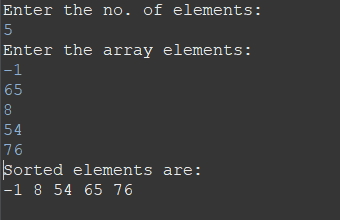 Enter the no. of elements:
5
Enter the array elements:
-1
65
8
54
76
Sorted elements are:
-1 8 54 65 76